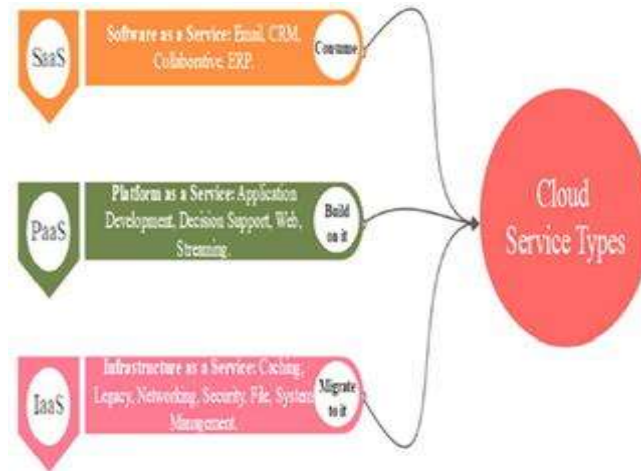 SaaS
Software as a Service: Email, CRM,
Collaborative. ERP.
Consume
PaaS
Platform as a Service: Application
Development, Decision Support, Web,
Streaming.
Build
on it
IaaS
Infrastructure as a Service: Caching,
Legacy, Networking, Security, File, System
Management.
Migrate
to it
Cloud
Service Types